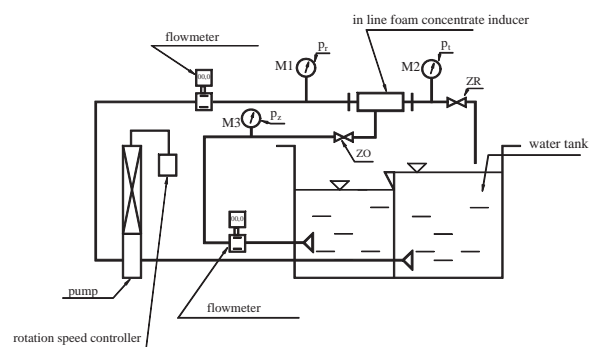 in line foam concentrate inducer
flowmeter
M1
pr
M2
pt
ZR
00,0
M3
pz
ZO
water tank
00,0
pump
flowmeter
rotation speed controller